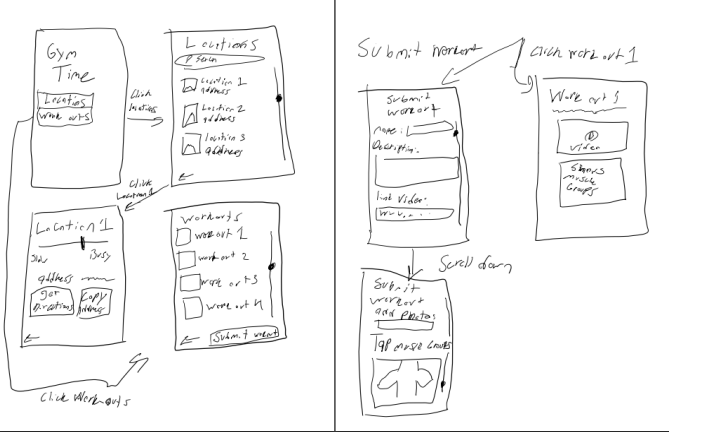 Gym
Time
Locations
Workouts
Click
locations
Locations
Search
Location 1
address
Location 2
address
location 3
address
Click
Location 1
Location 1
Slow
Busy
address
get
Directions
Copy
address
Workouts
workout 1
workout 2
workout 3
workout 4
Submit workout
Click Workouts
Submit workout
Click workout 1
Submit
workout
name:
Description:
link video:
Workout 1
video
Shows
muscle
Groups
Scroll down
Submit
workout
add photos
Tap muscle Groups